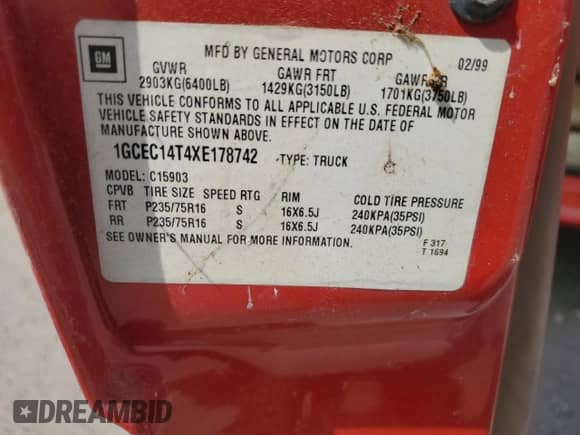 GM
MFD BY GENERAL MOTORS CORP 02/99
GVWR GAWR FRT GAWR RR
2903KG(6400LB) 1429KG(3150LB) 1701KG(3750LB)
THIS VEHICLE CONFORMS TO ALL APPLICABLE U.S. FEDERAL MOTOR
VEHICLE SAFETY STANDARDS IN EFFECT ON THE DATE OF
MANUFACTURE SHOWN ABOVE.
1GCEC14T4XE178742 TYPE: TRUCK
MODEL: C15903
CPVB TIRE SIZE SPEED RTG RIM COLD TIRE PRESSURE
FRT P235/75R16 S 16X6.5J 240KPA(35PSI)
RR P235/75R16 S 16X6.5J 240KPA(35PSI)
SEE OWNER'S MANUAL FOR MORE INFORMATION.
F 317
T 1694
DREAMBID